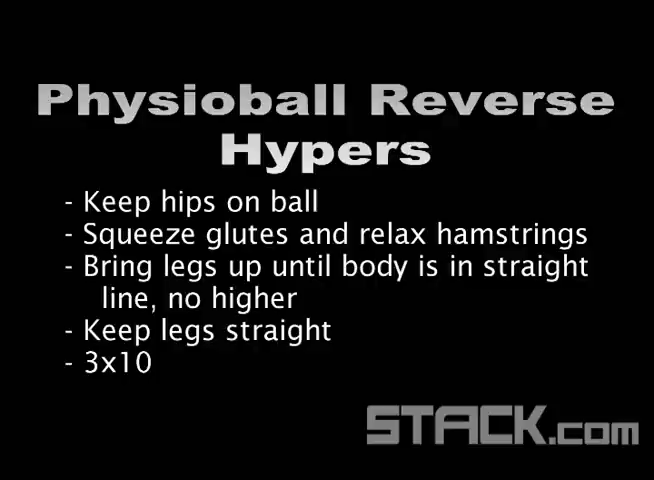 Physioball Reverse
Hypers
- Keep hips on ball
- Squeeze glutes and relax hamstrings
- Bring legs up until body is in straight
line, no higher
- Keep legs straight
- 3x10
STACK.com